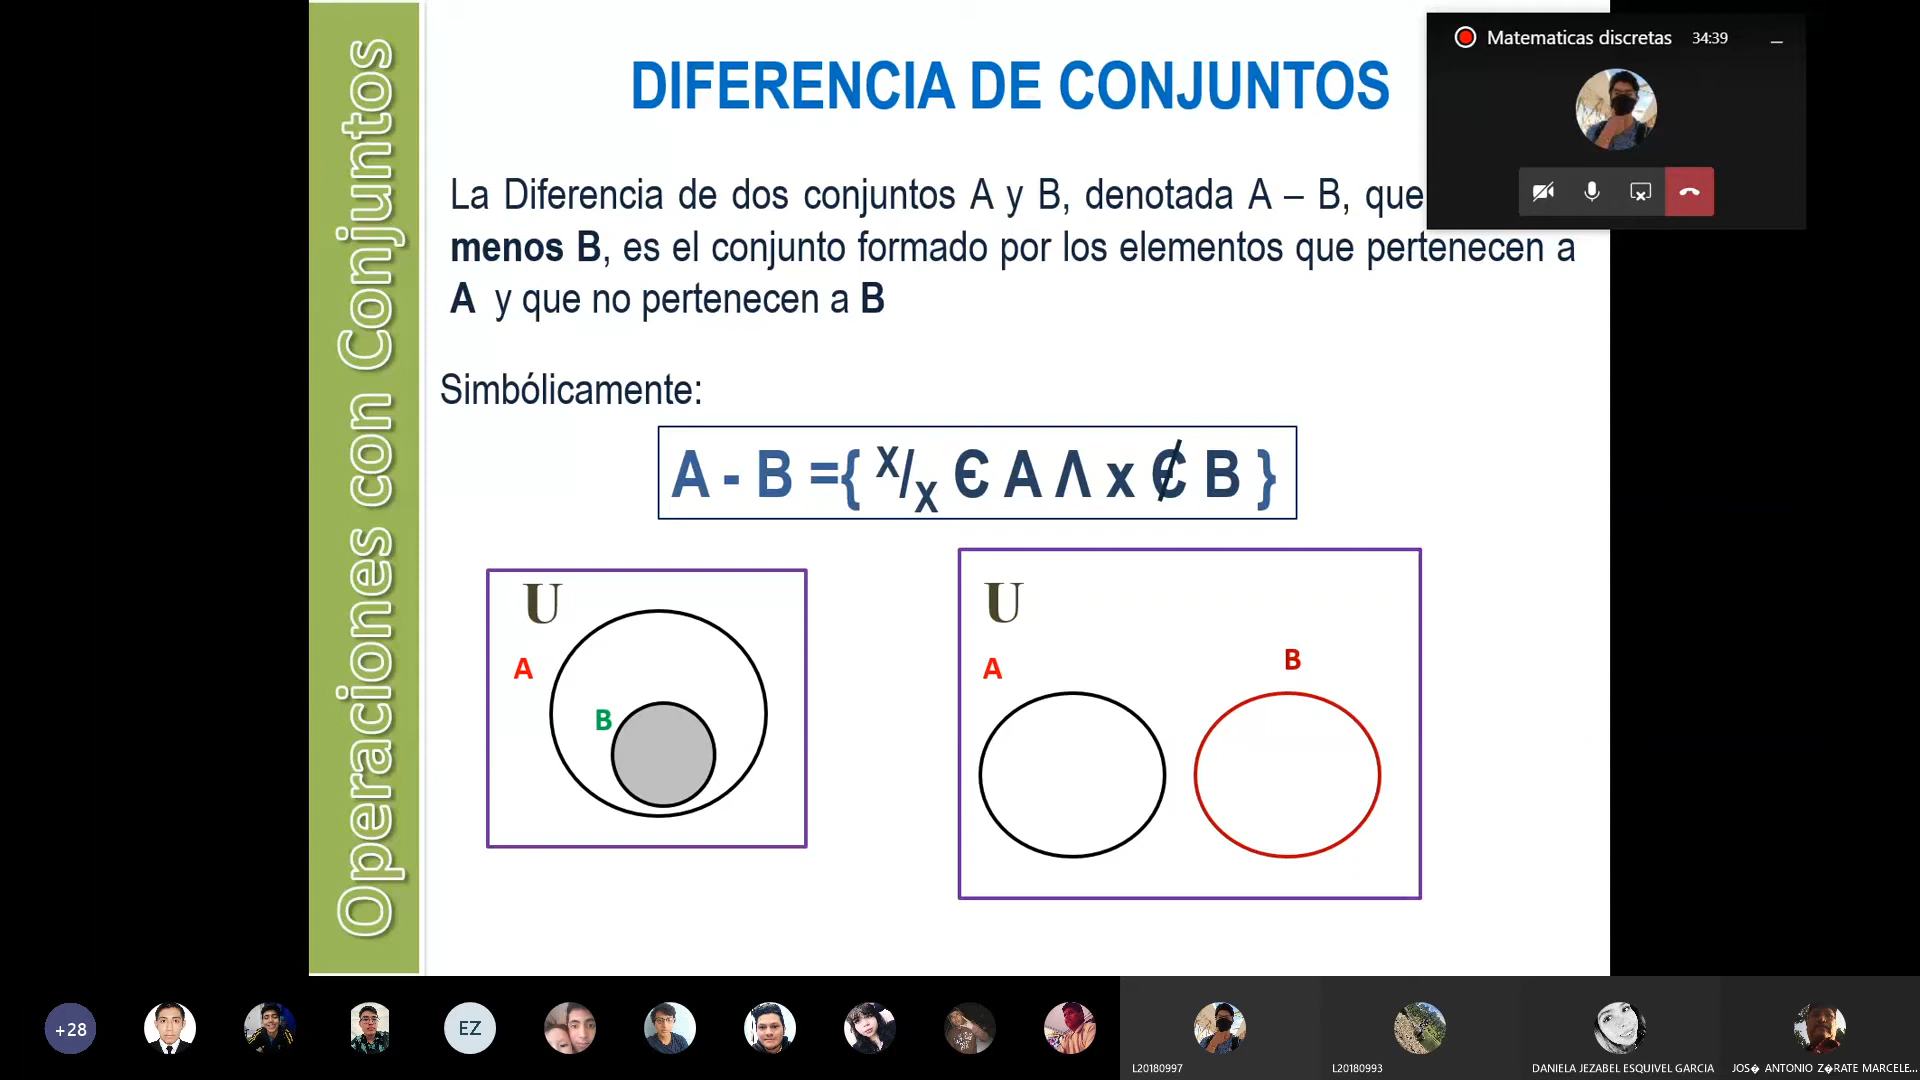 Operaciones con Conjuntos
DIFERENCIA DE CONJUNTOS
Matematicas discretas 34:39
La Diferencia de dos conjuntos A y B, denotada A – B, que
menos B, es el conjunto formado por los elementos que pertenecen a
A y que no pertenecen a B
Simbólicamente:
A - B ={ X/X Є A Λ x Є̸ B }
U
A
B
U
A
B
+28
EZ
L20180997
L20180993
DANIELA JEZABEL ESQUIVEL GARCIA
JOS� ANTONIO Z�RATE MARCELE...